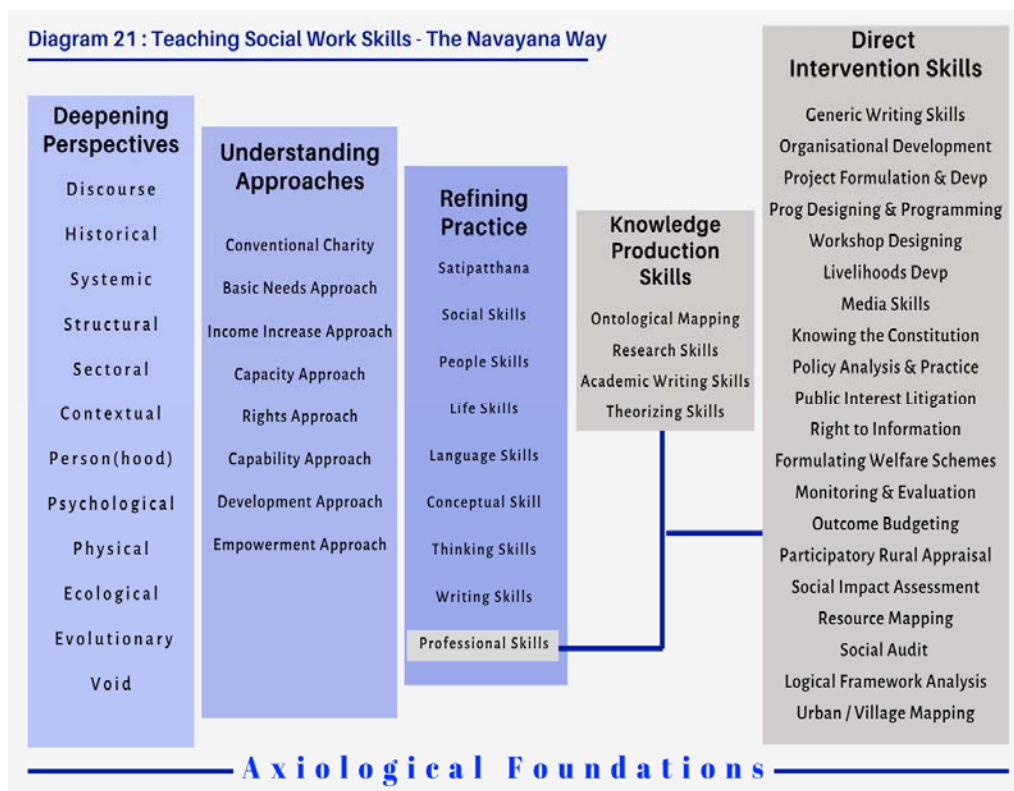 Diagram 21 : Teaching Social Work Skills - The Navayana Way
Deepening
Perspectives
Discourse
Historical
Systemic
Structural
Sectoral
Contextual
Person(hood)
Psychological
Physical
Ecological
Evolutionary
Void
Understanding
Approaches
Conventional Charity
Basic Needs Approach
Income Increase Approach
Capacity Approach
Rights Approach
Capability Approach
Development Approach
Empowerment Approach
Refining
Practice
Satipatthana
Social Skills
People Skills
Life Skills
Language Skills
Conceptual Skill
Thinking Skills
Writing Skills
Professional Skills
Knowledge
Production
Skills
Ontological Mapping
Research Skills
Academic Writing Skills
Theorizing Skills
Direct
Intervention Skills
Generic Writing Skills
Organisational Development
Project Formulation & Devp
Prog Designing & Programming
Workshop Designing
Livelihoods Devp
Media Skills
Knowing the Constitution
Policy Analysis & Practice
Public Interest Litigation
Right to Information
Formulating Welfare Schemes
Monitoring & Evaluation
Outcome Budgeting
Participatory Rural Appraisal
Social Impact Assessment
Resource Mapping
Social Audit
Logical Framework Analysis
Urban / Village Mapping
Axiological Foundations